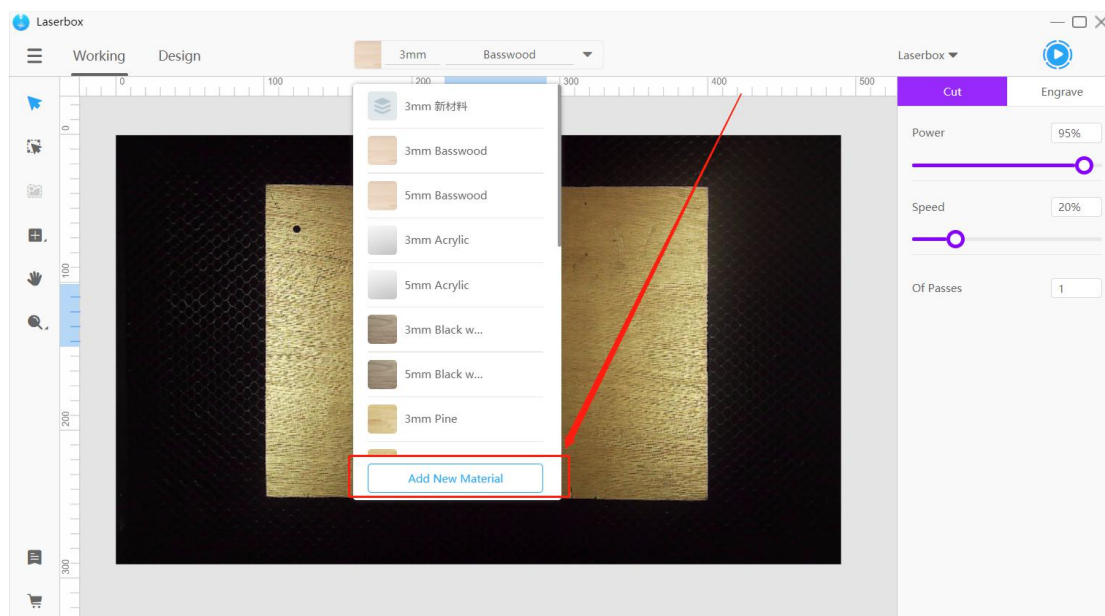 Laserbox
Working Design 3mm Basswood Laserbox
0 100 200 300 400 500
Cut Engrave
Power 95%
Speed 20%
Of Passes 1
3mm 新材料
3mm Basswood
5mm Basswood
3mm Acrylic
5mm Acrylic
3mm Black w...
5mm Black w...
3mm Pine
Add New Material
0
100
200
300